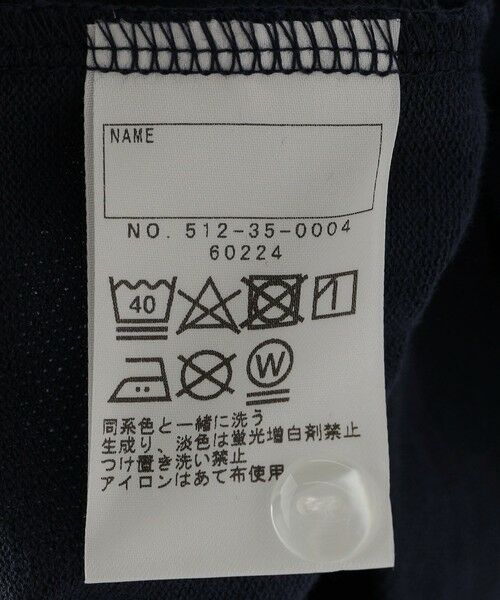 NAME
NO. 512-35-0004
60224
40
W
同系色と一緒に洗う
生成り、淡色は蛍光増白剤禁止
つけ置き洗い禁止
アイロンはあて布使用